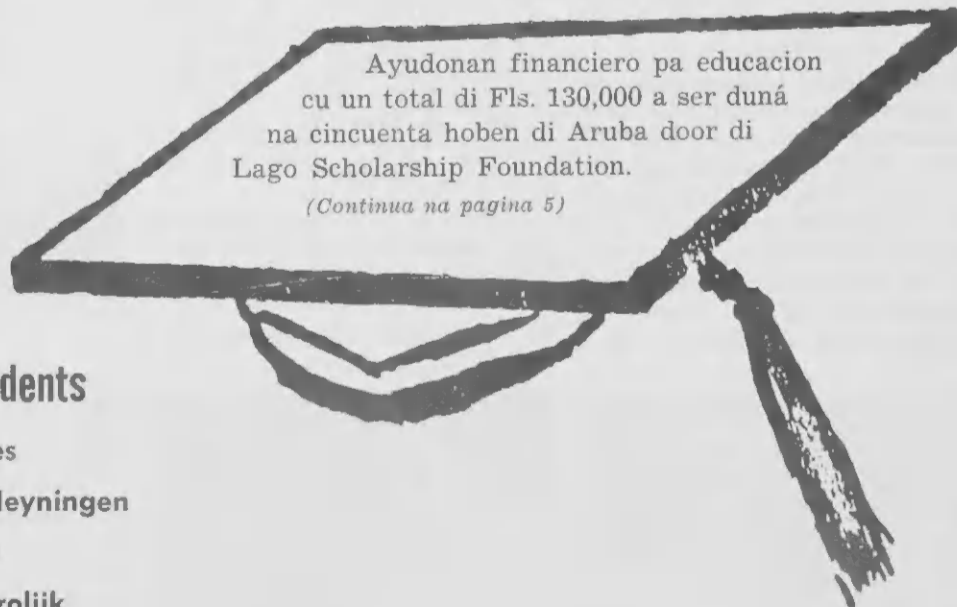 Ayudonan financiero pa educacion
cu un total di Fls. 130,000 a ser duná
na cincuenta hoben di Aruba door di
Lago Scholarship Foundation.
(Continua na pagina 5)
dents
es
leyningen
rolijk